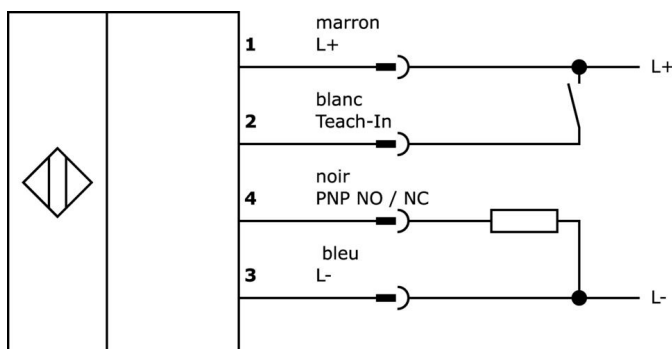 marron
1 L+
L+
blanc
2 Teach-In
noir
4 PNP NO / NC
bleu
3 L-
L-